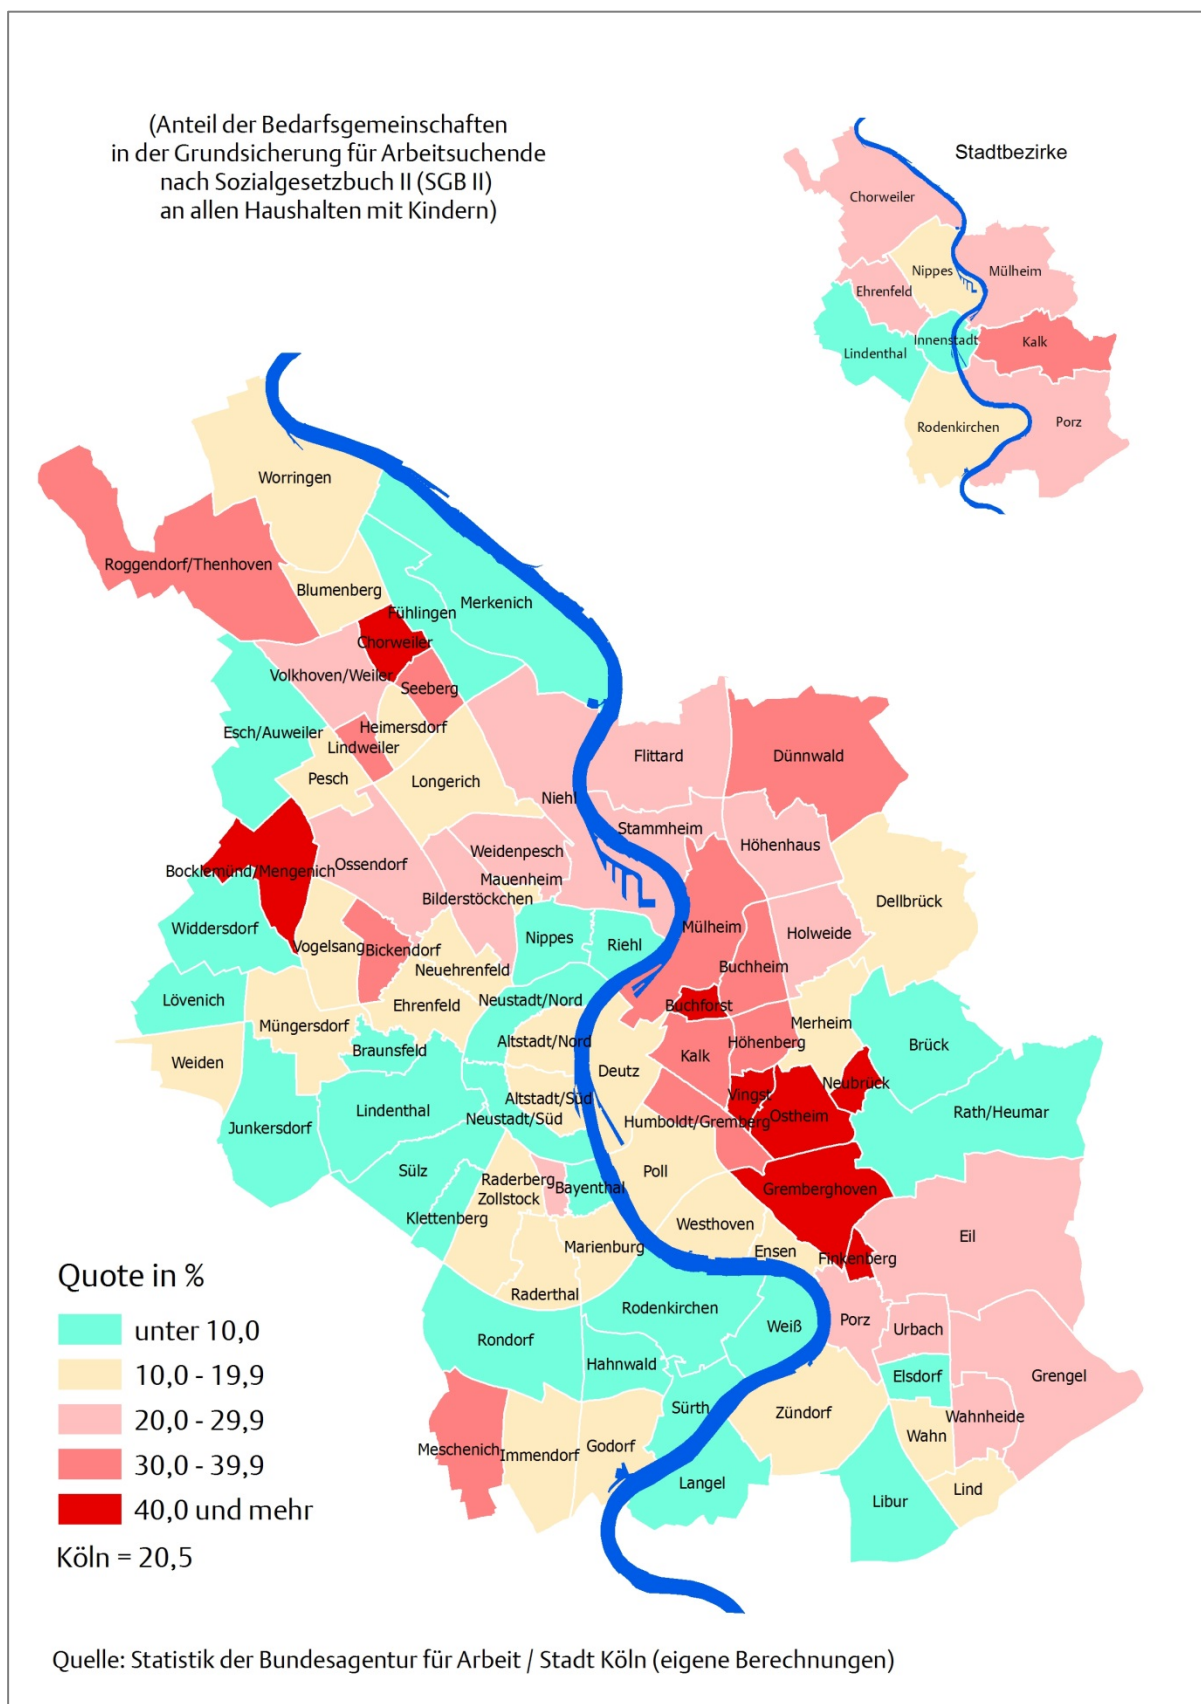 (Anteil der Bedarfsgemeinschaften
in der Grundsicherung für Arbeitsuchende
nach Sozialgesetzbuch II (SGB II)
an allen Haushalten mit Kindern)
Stadtbezirke
Chorweiler
Nippes
Mülheim
Ehrenfeld
Innenstadt
Kalk
Lindenthal
Rodenkirchen
Porz
Worringen
Roggendorf/Thenhoven
Blumenberg
Fühlingen
Merkenich
Chorweiler
Volkhoven/Weiler
Seeberg
Esch/Auweiler
Heimersdorf
Lindweiler
Pesch
Longerich
Niehl
Flittard
Dünnwald
Stammheim
Höhenhaus
Bocklemünd/Mengenich
Ossendorf
Weidenpesch
Mauenheim
Bilderstöckchen
Dellbrück
Widdersdorf
Vogelsang
Bickendorf
Neuehrenfeld
Nippes
Riehl
Mülheim
Holweide
Buchheim
Lövenich
Müngersdorf
Ehrenfeld
Neustadt/Nord
Buchforst
Merheim
Weiden
Braunsfeld
Altstadt/Nord
Deutz
Kalk
Höhenberg
Brück
Neubrück
Junkersdorf
Lindenthal
Altstadt/Süd
Neustadt/Süd
Humboldt/Gremberg
Vingst
Ostheim
Rath/Heumar
Sülz
Klettenberg
Raderberg
Zollstock
Bayenthal
Poll
Gremberghoven
Westhoven
Ensen
Finkenberg
Eil
Marienburg
Raderthal
Rodenkirchen
Weiß
Porz
Urbach
Rondorf
Hahnwald
Elsdorf
Grengel
Sürth
Zündorf
Wahnheide
Wahn
Meschenich
Immendorf
Godorf
Langel
Libur
Lind
Quote in %
unter 10,0
10,0 - 19,9
20,0 - 29,9
30,0 - 39,9
40,0 und mehr
Köln = 20,5
Quelle: Statistik der Bundesagentur für Arbeit / Stadt Köln (eigene Berechnungen)